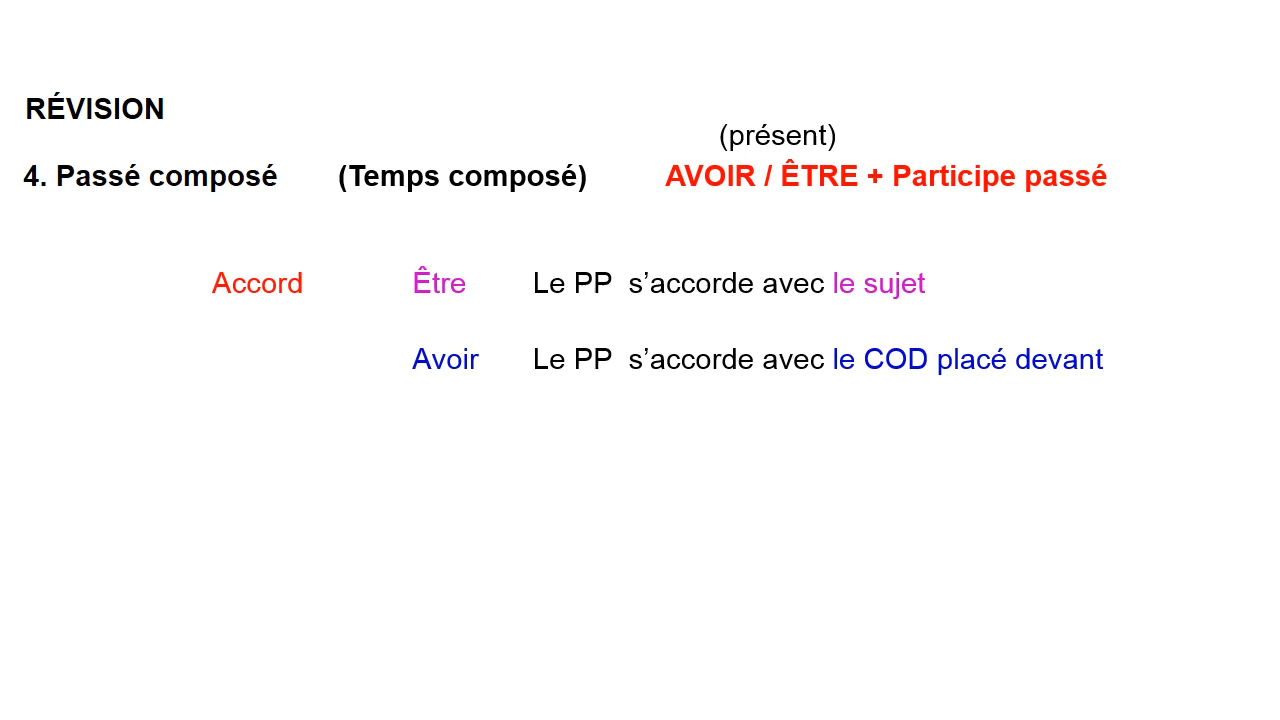 RÉVISION
(présent)
4. Passé composé (Temps composé) AVOIR / ÊTRE + Participe passé
Accord Être Le PP s’accorde avec le sujet
Avoir Le PP s’accorde avec le COD placé devant